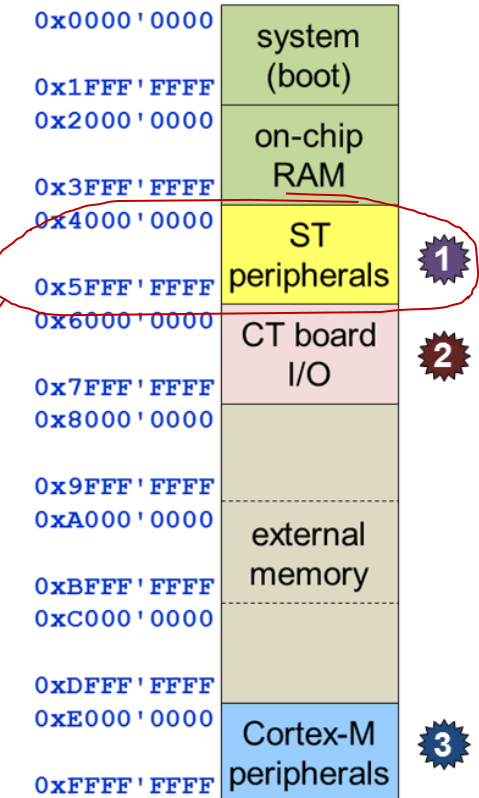 0x0000'0000
system
(boot)
0x1FFF'FFFF
0x2000'0000
on-chip
RAM
0x3FFF'FFFF
0x4000'0000
ST
peripherals
1
0x5FFF'FFFF
0x6000'0000
CT board
I/O
2
0x7FFF'FFFF
0x8000'0000
0x9FFF'FFFF
0xA000'0000
external
memory
0xBFFF'FFFF
0xC000'0000
0xDFFF'FFFF
0xE000'0000
Cortex-M
peripherals
3
0xFFFF'FFFF